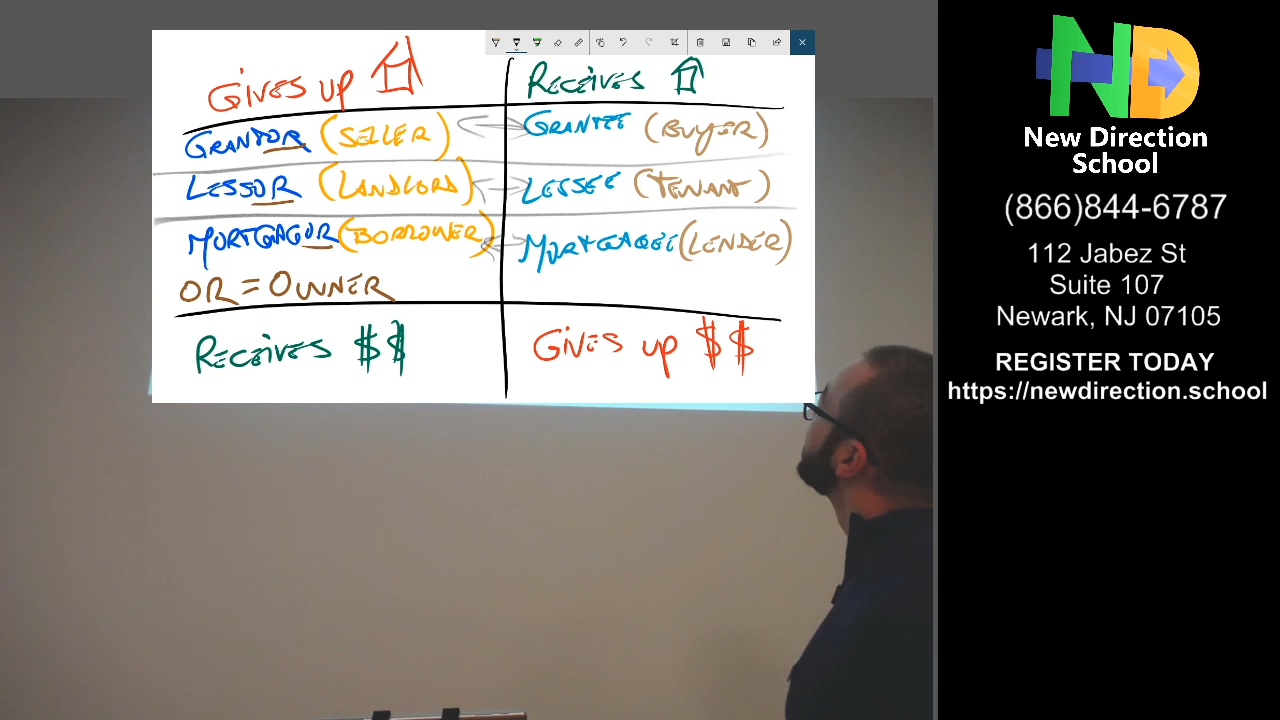 GIVES UP
RECEIVES
GRANTOR (SELLER)
GRANTEE (BUYER)
LESSOR (LANDLORD)
LESSEE (TENANT)
MORTGAGOR (BORROWER)
MORTGAGEE (LENDER)
OR = OWNER
RECEIVES $$
GIVES UP $$
ND
New Direction
School
(866)844-6787
112 Jabez St
Suite 107
Newark, NJ 07105
REGISTER TODAY
https://newdirection.school